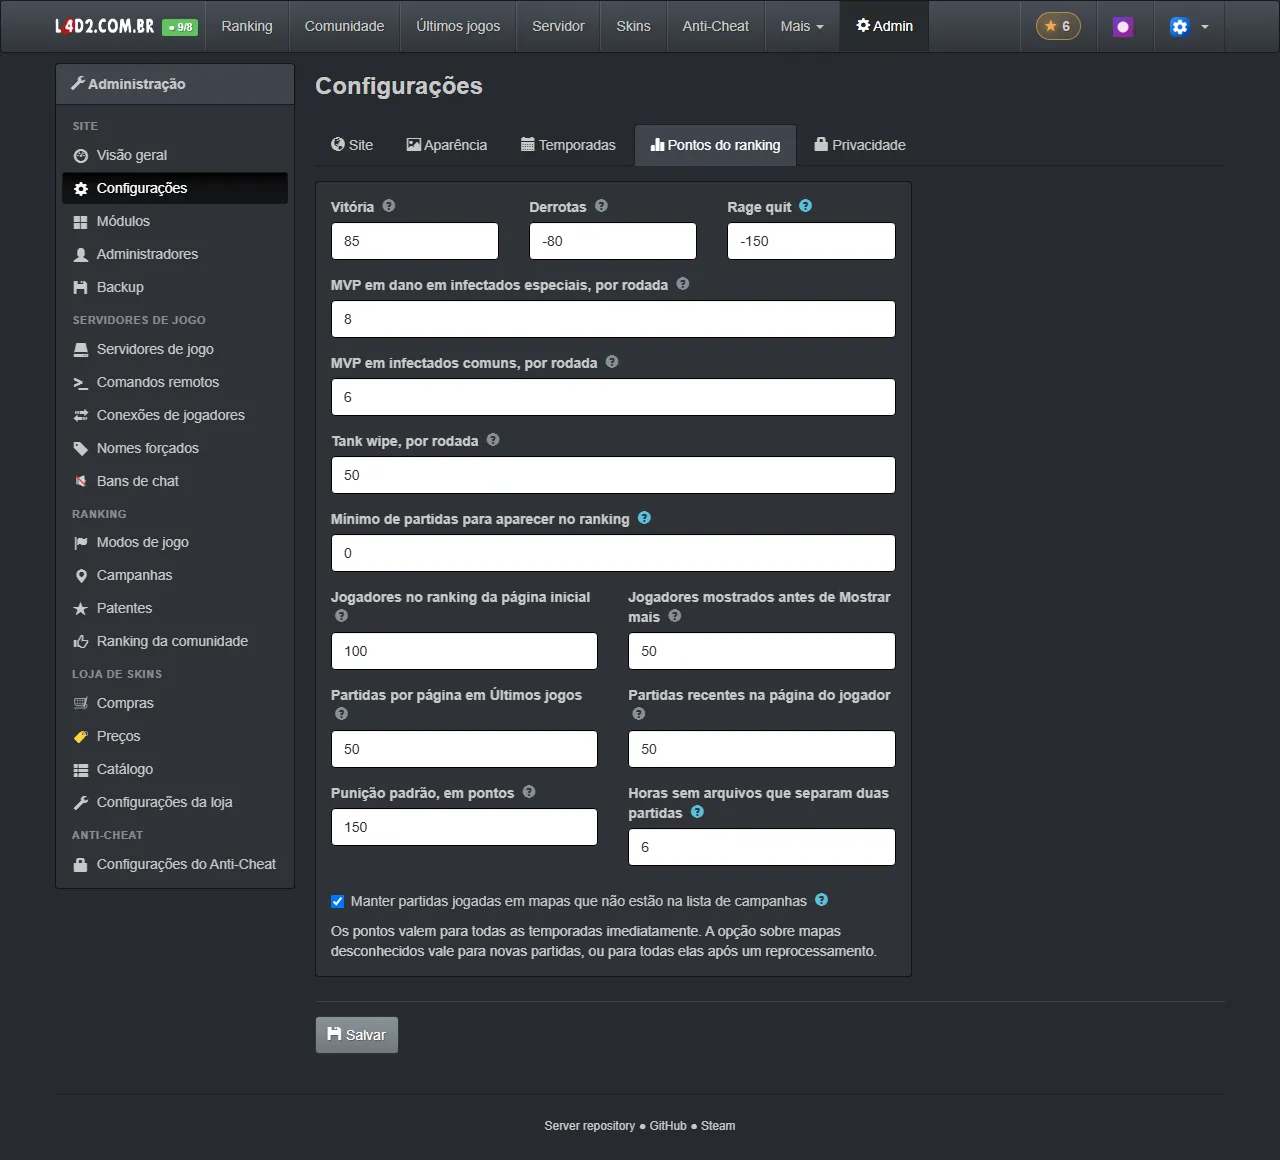 L4D2.COM.BR ● 9/8 Ranking Comunidade Últimos jogos Servidor Skins Anti-Cheat Mais Admin 6
Administração
SITE
Visão geral
Configurações
Módulos
Administradores
Backup
SERVIDORES DE JOGO
Servidores de jogo
Comandos remotos
Conexões de jogadores
Nomes forçados
Bans de chat
RANKING
Modos de jogo
Campanhas
Patentes
Ranking da comunidade
LOJA DE SKINS
Compras
Preços
Catálogo
Configurações da loja
ANTI-CHEAT
Configurações do Anti-Cheat
Configurações
Site Aparência Temporadas Pontos do ranking Privacidade
Vitória ? Derrotas ? Rage quit ?
85 -80 -150
MVP em dano em infectados especiais, por rodada ?
8
MVP em infectados comuns, por rodada ?
6
Tank wipe, por rodada ?
50
Mínimo de partidas para aparecer no ranking ?
0
Jogadores no ranking da página inicial ?
100
Jogadores mostrados antes de Mostrar
mais ?
50
Partidas por página em Últimos jogos ?
50
Partidas recentes na página do jogador ?
50
Punição padrão, em pontos ?
150
Horas sem arquivos que separam duas
partidas ?
6
Manter partidas jogadas em mapas que não estão na lista de campanhas ?
Os pontos valem para todas as temporadas imediatamente. A opção sobre mapas
desconhecidos vale para novas partidas, ou para todas elas após um reprocessamento.
Salvar
Server repository ● GitHub ● Steam